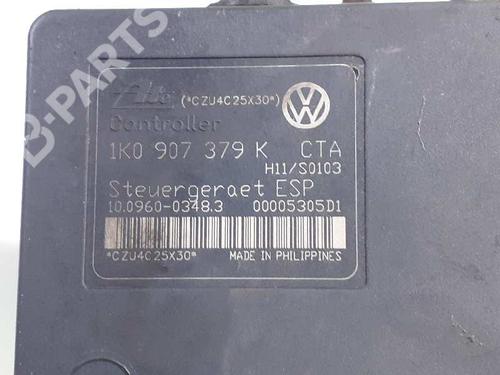 Ate (*CZU4C25X30*)
Controller
1K0 907 379 K CTA
H11/S0103
Steuergeraet ESP
10.0960-0348.3 00005305D1
*CZU4C25X30*
MADE IN PHILIPPINES
B-PARTS
B-PARTS